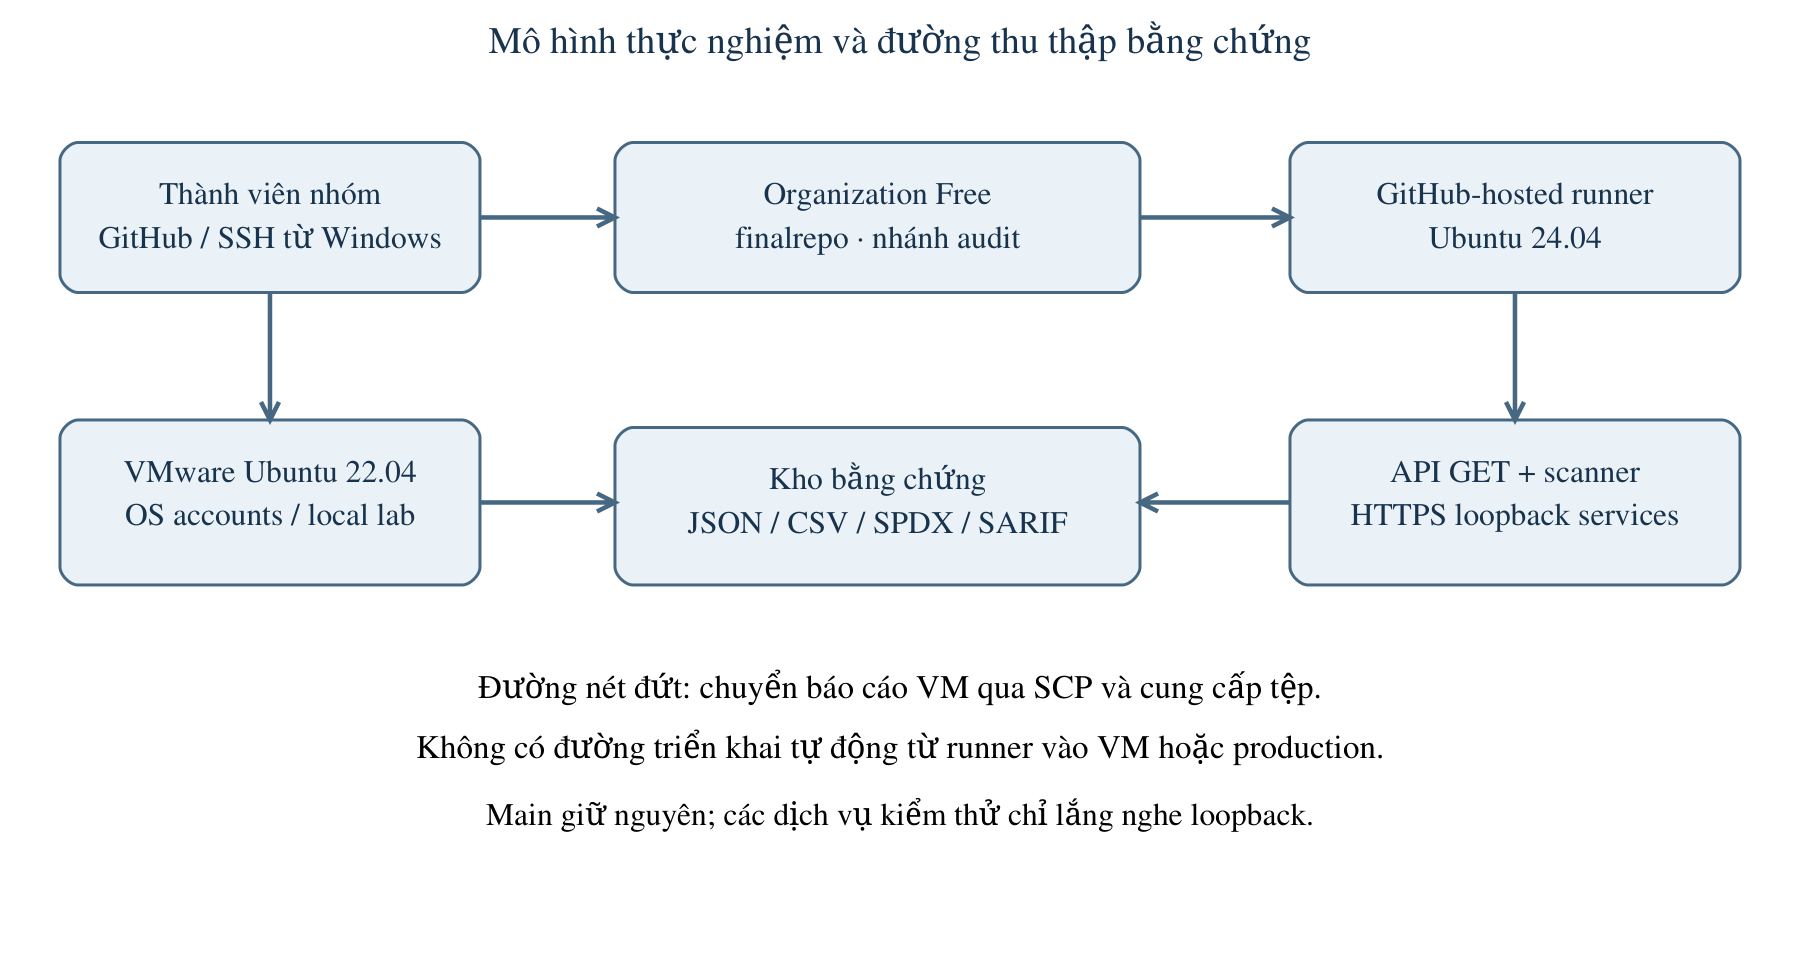 Mô hình thực nghiệm và đường thu thập bằng chứng
Thành viên nhóm
GitHub / SSH từ Windows
Organization Free
finalrepo · nhánh audit
GitHub-hosted runner
Ubuntu 24.04
VMware Ubuntu 22.04
OS accounts / local lab
Kho bằng chứng
JSON / CSV / SPDX / SARIF
API GET + scanner
HTTPS loopback services
Đường nét đứt: chuyển báo cáo VM qua SCP và cung cấp tệp.
Không có đường triển khai tự động từ runner vào VM hoặc production.
Main giữ nguyên; các dịch vụ kiểm thử chỉ lắng nghe loopback.